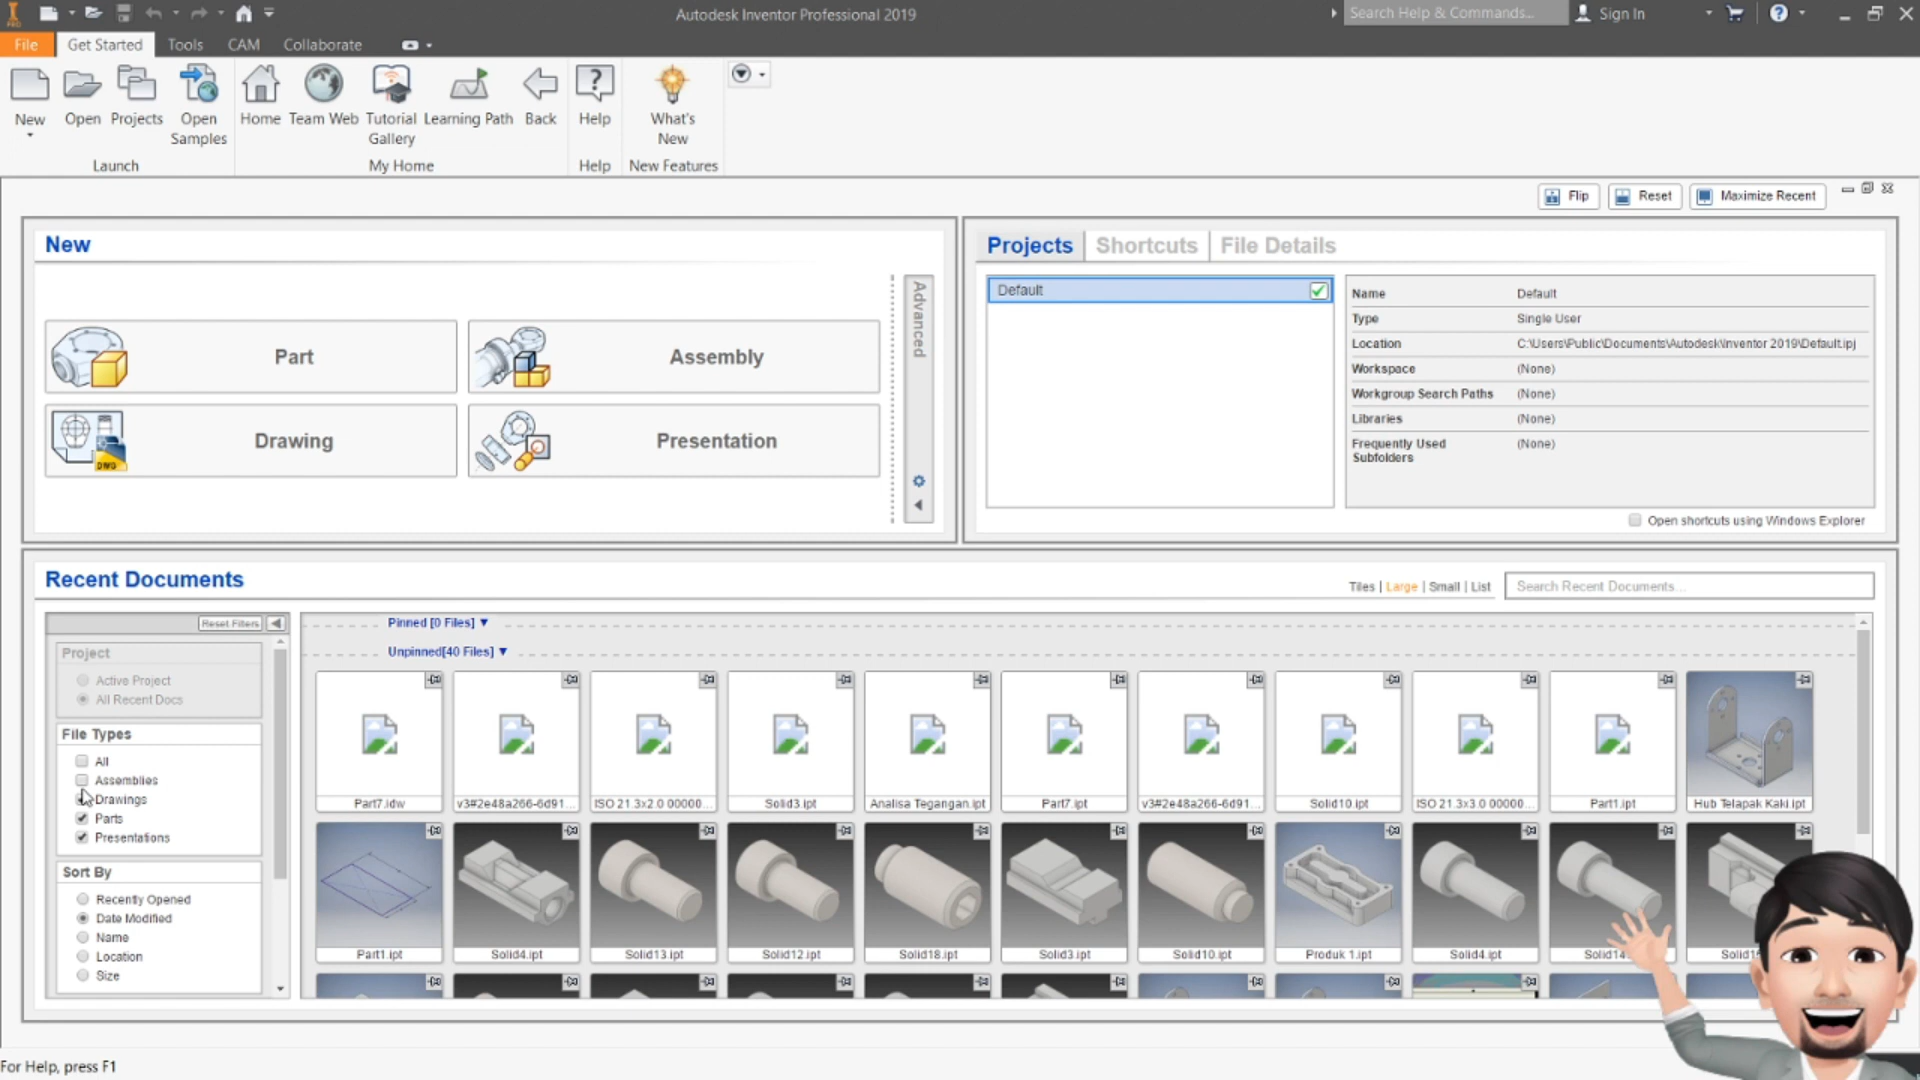 Autodesk Inventor Professional 2019
Search Help & Commands...
Sign In
File
Get Started
Tools
CAM
Collaborate
New
Open
Projects
Open Samples
Home
Team Web
Tutorial Gallery
Learning Path
Back
Help
What's New
Launch
My Home
Help
New Features
Flip
Reset
Maximize Recent
New
Part
Assembly
Drawing
DWG
Presentation
Advanced
Projects
Shortcuts
File Details
Default
Name Default
Type Single User
Location C:\Users\Public\Documents\Autodesk\Inventor 2019\Default.ipj
Workspace (None)
Workgroup Search Paths (None)
Libraries (None)
Frequently Used (None)
Subfolders
Open shortcuts using Windows Explorer
Recent Documents
Tiles | Large | Small | List
Search Recent Documents...
Reset Filters
Project
Active Project
All Recent Docs
File Types
All
Assemblies
Drawings
Parts
Presentations
Sort By
Recently Opened
Date Modified
Name
Location
Size
Pinned [0 Files]
Unpinned[40 Files]
Part7.idw
v3#2e48a266-6d91...
ISO 21.3x2.0 00000...
Solid3.ipt
Analisa Tegangan.ipt
Part7.ipt
v3#2e48a266-6d91...
Solid10.ipt
ISO 21.3x3.0 00000...
Part1.ipt
Hub Telapak Kaki.ipt
Part1.ipt
Solid4.ipt
Solid13.ipt
Solid12.ipt
Solid18.ipt
Solid3.ipt
Solid10.ipt
Produk 1.ipt
Solid4.ipt
Solid14
Solid1
For Help, press F1